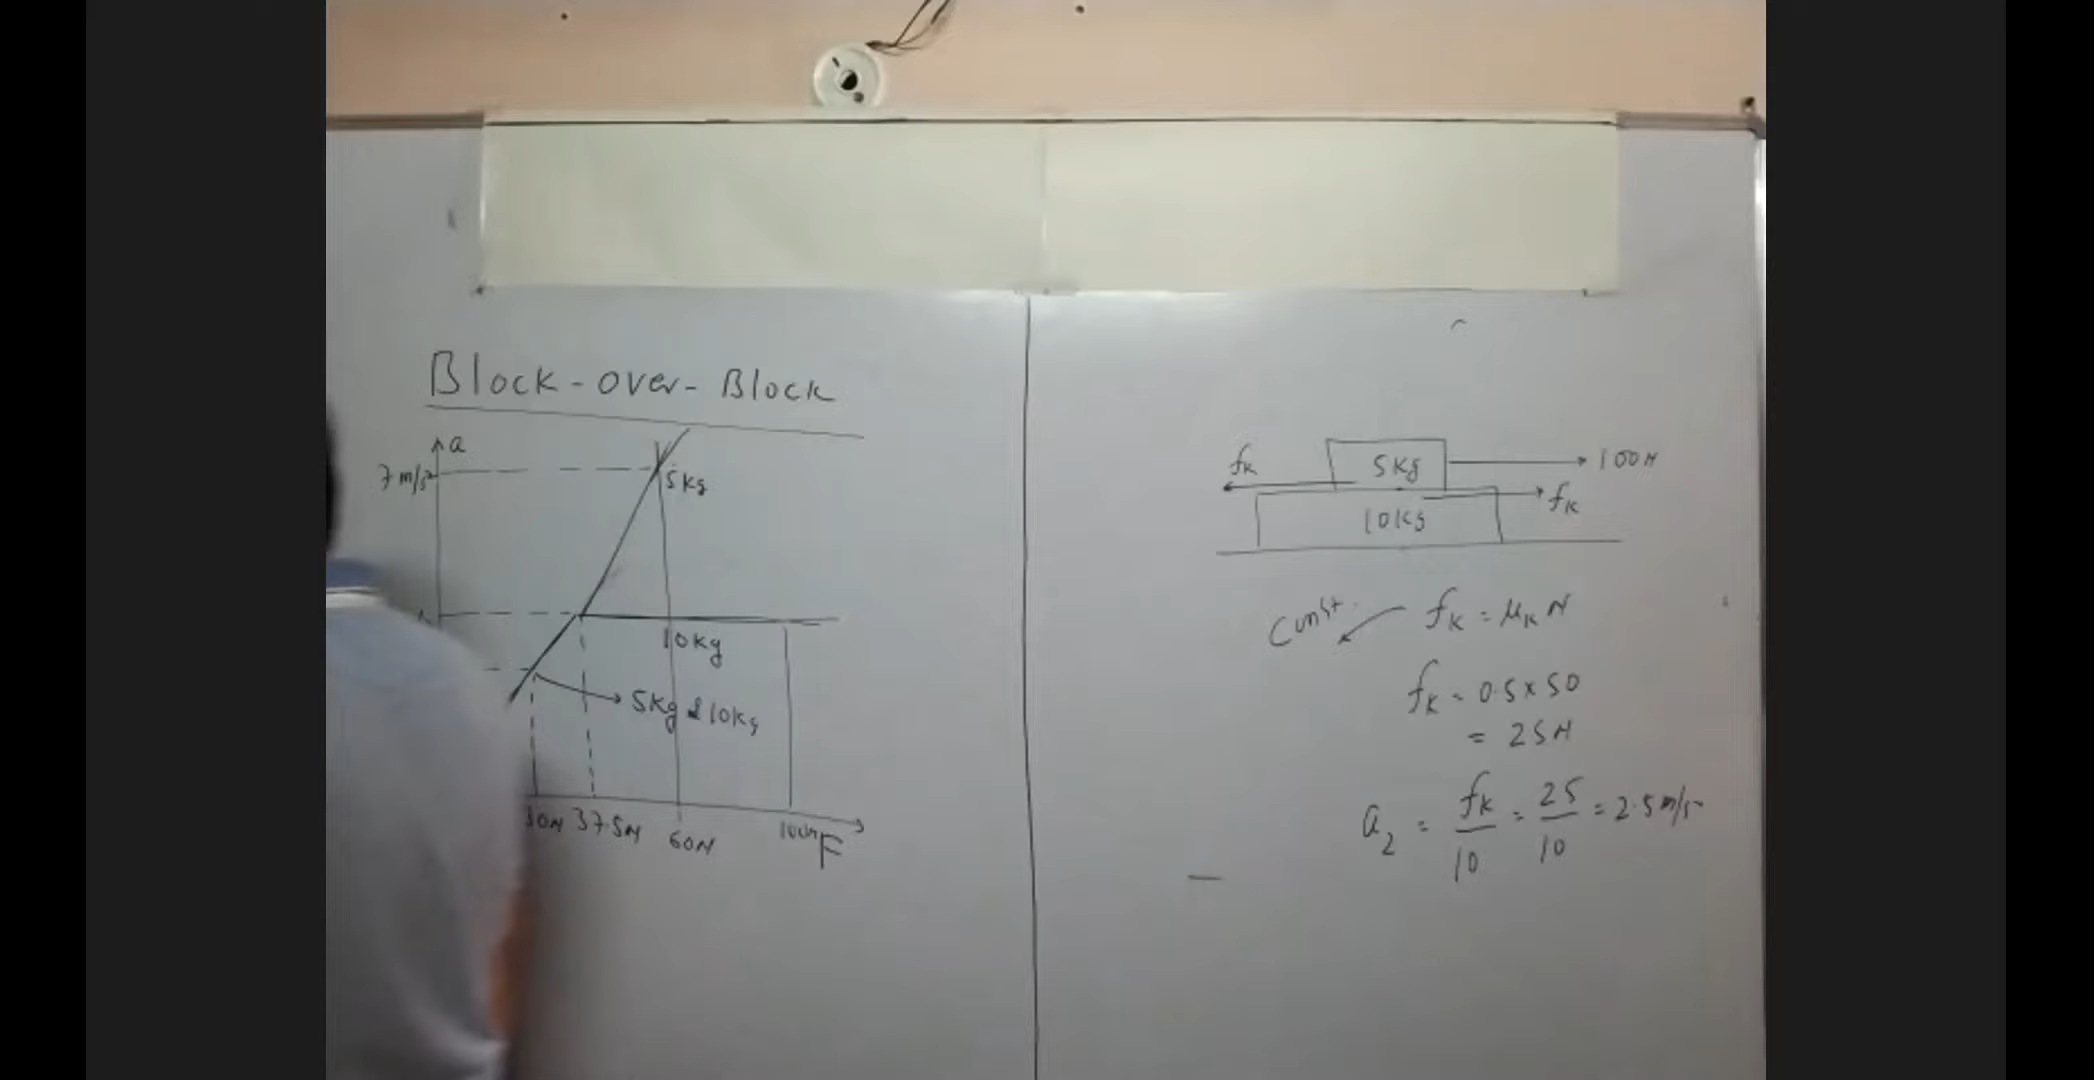 Block-over-Block
a
7 m/s²
5kg
10kg
5kg & 10kg
30N 37.5N 60N 100N
F
fk
5kg
100N
fk
10kg
Const. fk = μk N
fk = 0.5 x 50
= 25N
a2 = fk/10 = 25/10 = 2.5 m/s²